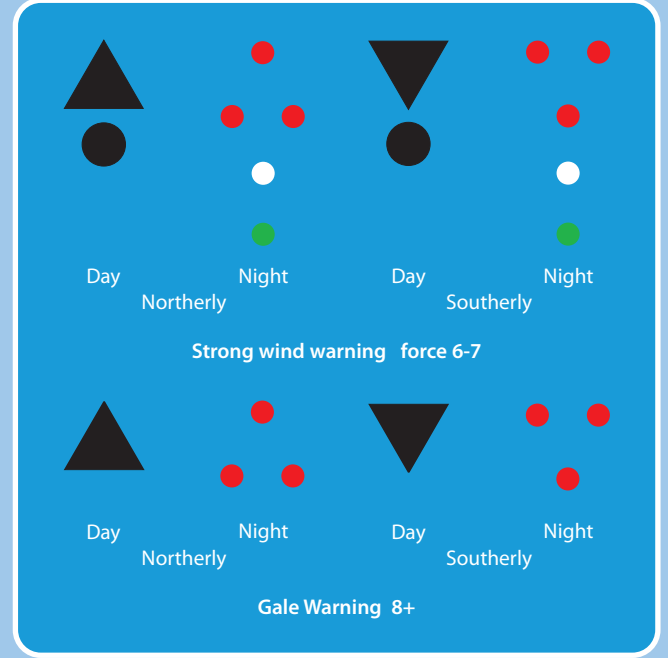 Day Night Day Night
Northerly Southerly
Strong wind warning force 6-7
Day Night Day Night
Northerly Southerly
Gale Warning 8+